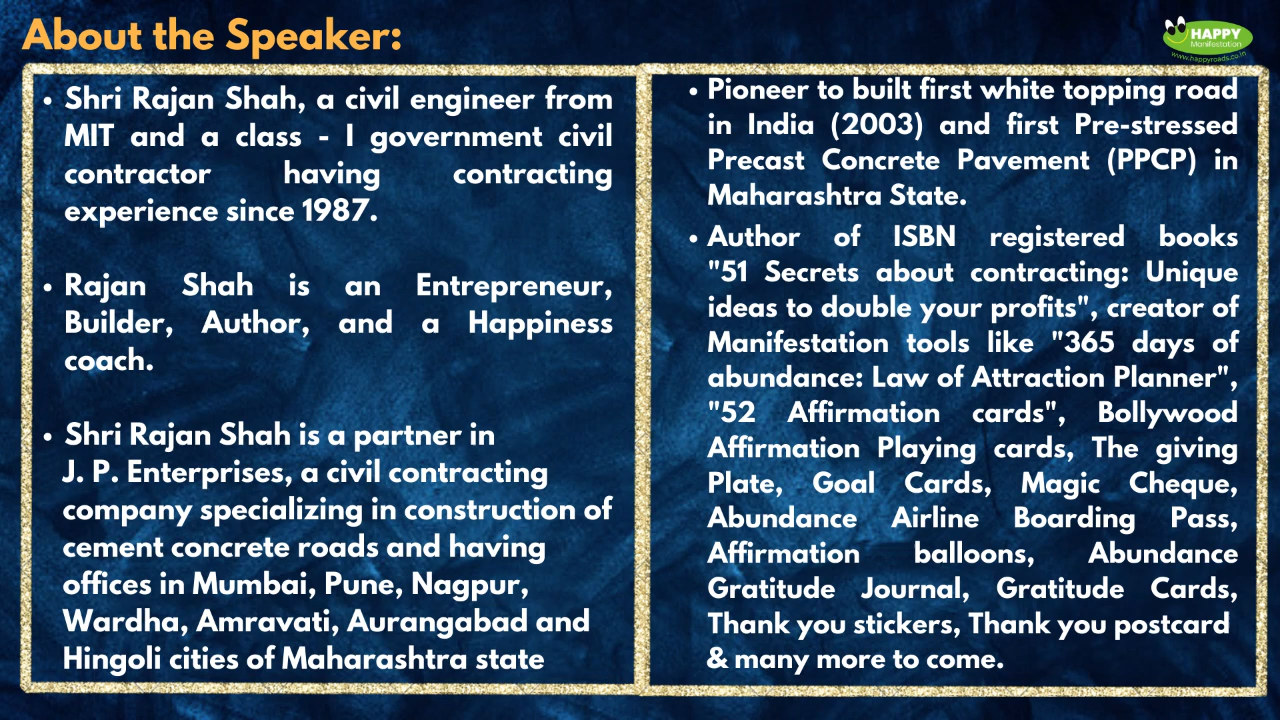 About the Speaker:
HAPPY
Manifestation
www.happyroads.co.in
• Shri Rajan Shah, a civil engineer from
MIT and a class - I government civil
contractor having contracting
experience since 1987.
• Rajan Shah is an Entrepreneur,
Builder, Author, and a Happiness
coach.
• Shri Rajan Shah is a partner in
J. P. Enterprises, a civil contracting
company specializing in construction of
cement concrete roads and having
offices in Mumbai, Pune, Nagpur,
Wardha, Amravati, Aurangabad and
Hingoli cities of Maharashtra state
• Pioneer to built first white topping road
in India (2003) and first Pre-stressed
Precast Concrete Pavement (PPCP) in
Maharashtra State.
• Author of ISBN registered books
"51 Secrets about contracting: Unique
ideas to double your profits", creator of
Manifestation tools like "365 days of
abundance: Law of Attraction Planner",
"52 Affirmation cards", Bollywood
Affirmation Playing cards, The giving
Plate, Goal Cards, Magic Cheque,
Abundance Airline Boarding Pass,
Affirmation balloons, Abundance
Gratitude Journal, Gratitude Cards,
Thank you stickers, Thank you postcard
& many more to come.